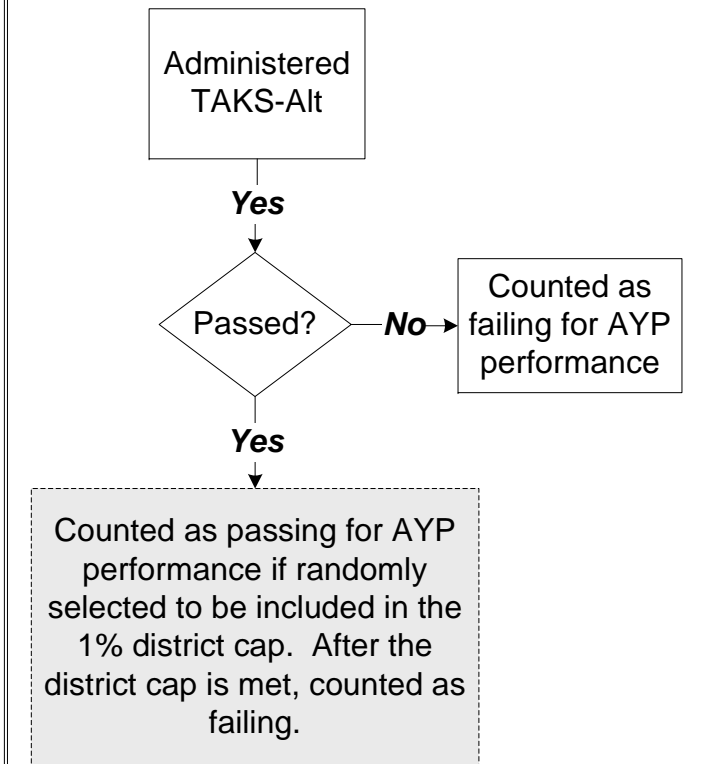 Administered
TAKS-Alt
Yes
Passed?
No
Counted as
failing for AYP
performance
Yes
Counted as passing for AYP
performance if randomly
selected to be included in the
1% district cap.  After the
district cap is met, counted as
failing.